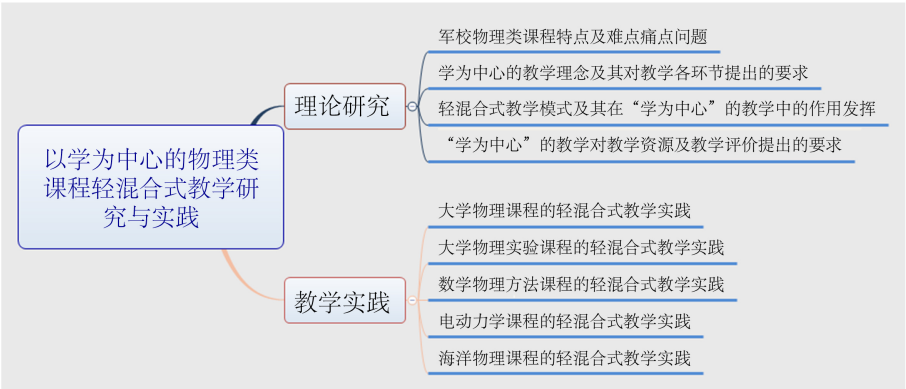 以学为中心的物理类
课程轻混合式教学研
究与实践
理论研究
军校物理类课程特点及难点痛点问题
学为中心的教学理念及其对教学各环节提出的要求
轻混合式教学模式及其在“学为中心”的教学中的作用发挥
“学为中心”的教学对教学资源及教学评价提出的要求
教学实践
大学物理课程的轻混合式教学实践
大学物理实验课程的轻混合式教学实践
数学物理方法课程的轻混合式教学实践
电动力学课程的轻混合式教学实践
海洋物理课程的轻混合式教学实践